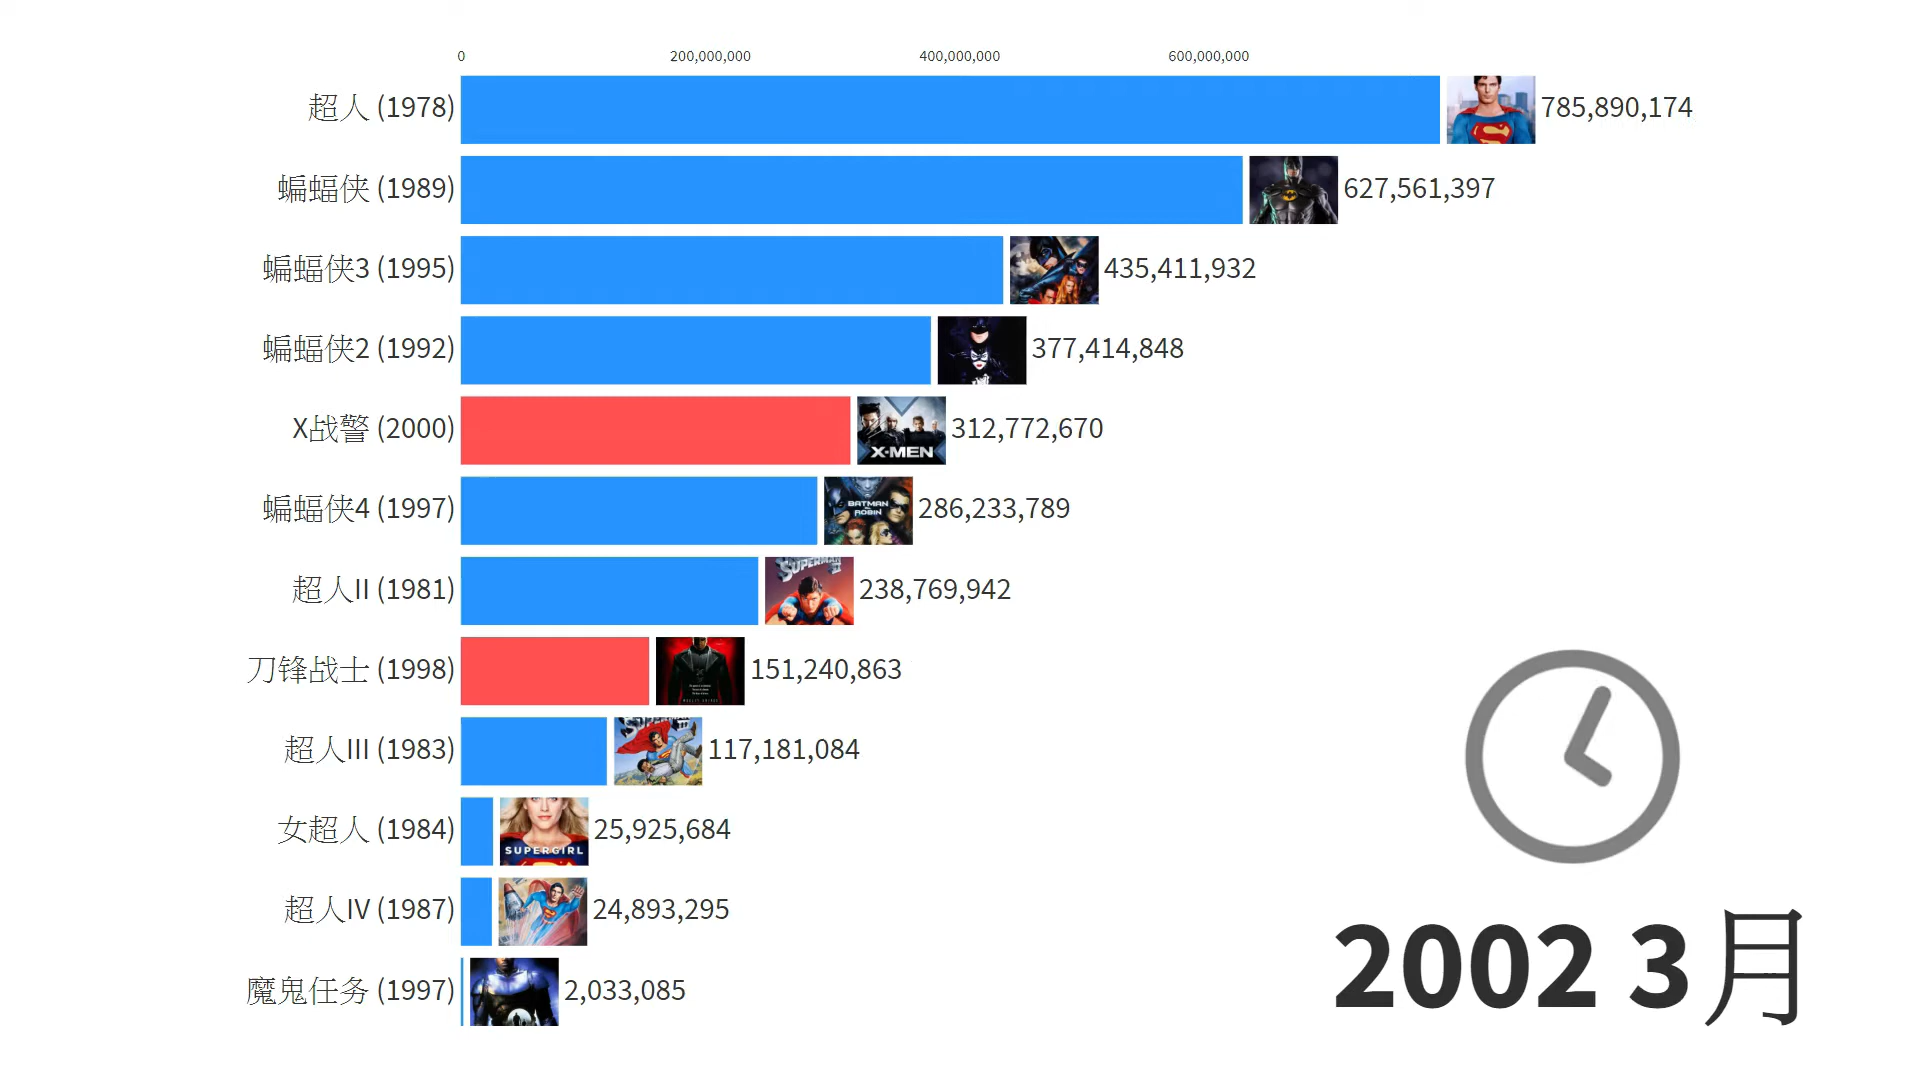 0 200,000,000 400,000,000 600,000,000
超人 (1978) 785,890,174
蝙蝠侠 (1989) 627,561,397
蝙蝠侠3 (1995) 435,411,932
蝙蝠侠2 (1992) 377,414,848
X战警 (2000) X-MEN 312,772,670
蝙蝠侠4 (1997) BATMAN ROBIN 286,233,789
超人II (1981) SUPERMAN II 238,769,942
刀锋战士 (1998) 151,240,863
超人III (1983) 117,181,084
女超人 (1984) SUPERGIRL 25,925,684
超人IV (1987) 24,893,295
魔鬼任务 (1997) 2,033,085
2002 3月